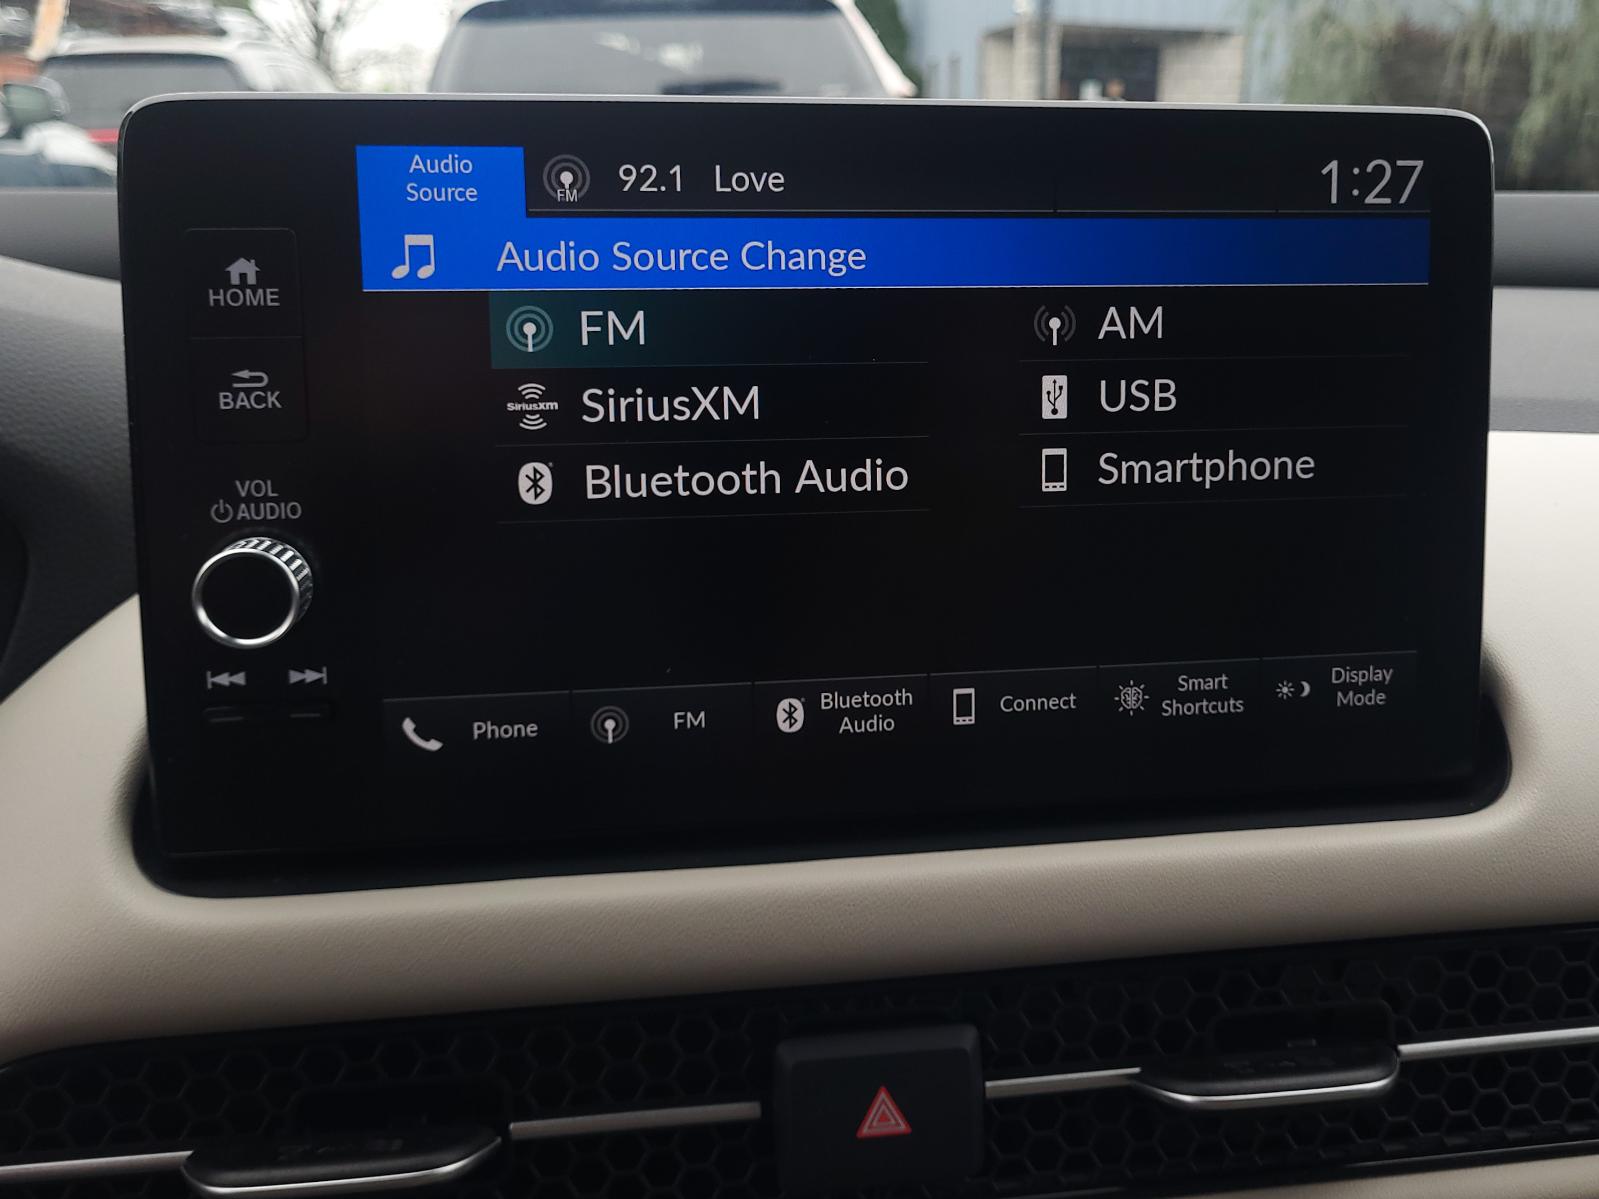 Audio
Source
FM
92.1 Love
1:27
Audio Source Change
HOME
BACK
VOL
AUDIO
FM
AM
SiriusXM
SiriusXM
USB
Bluetooth Audio
Smartphone
Phone
FM
Bluetooth
Audio
Connect
Smart
Shortcuts
Display
Mode